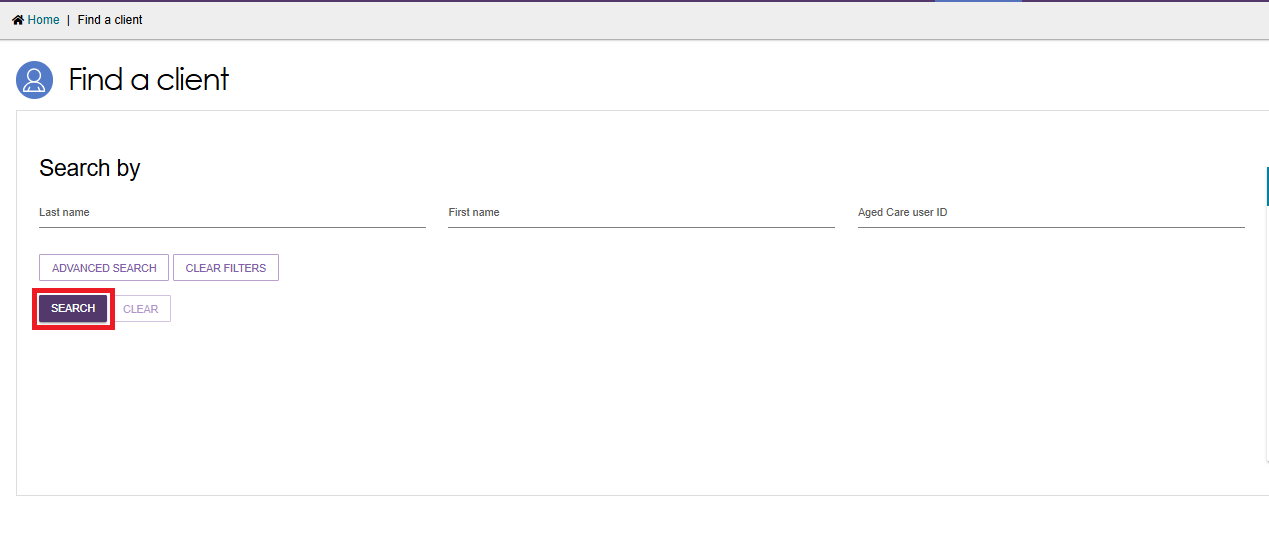 Home | Find a client
Find a client
Search by
Last name
First name
Aged Care user ID
ADVANCED SEARCH
CLEAR FILTERS
SEARCH
CLEAR